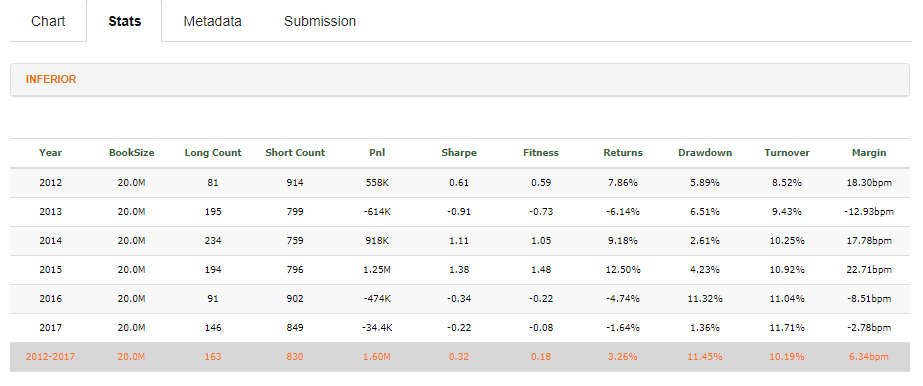 Chart Stats Metadata Submission
INFERIOR
Year BookSize Long Count Short Count Pnl Sharpe Fitness Returns Drawdown Turnover Margin
2012 20.0M 81 914 558K 0.61 0.59 7.86% 5.89% 8.52% 18.30bpm
2013 20.0M 195 799 -614K -0.91 -0.73 -6.14% 6.51% 9.43% -12.93bpm
2014 20.0M 234 759 918K 1.11 1.05 9.18% 2.61% 10.25% 17.78bpm
2015 20.0M 194 796 1.25M 1.38 1.48 12.50% 4.23% 10.92% 22.71bpm
2016 20.0M 91 902 -474K -0.34 -0.22 -4.74% 11.32% 11.04% -8.51bpm
2017 20.0M 146 849 -34.4K -0.22 -0.08 -1.64% 1.36% 11.71% -2.78bpm
2012-2017 20.0M 163 830 1.60M 0.32 0.18 3.26% 11.45% 10.19% 6.34bpm